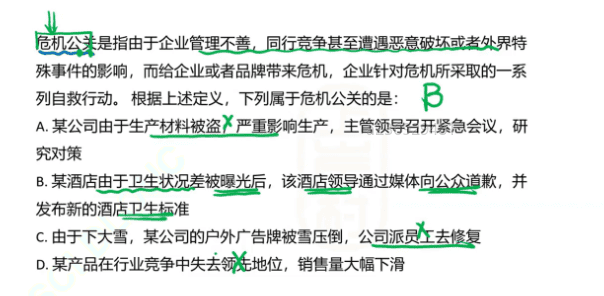 危机公关是指由于企业管理不善，同行竞争甚至遭遇恶意破坏或者外界特
殊事件的影响，而给企业或者品牌带来危机，企业针对危机所采取的一系
列自救行动。 根据上述定义，下列属于危机公关的是： B
A. 某公司由于生产材料被盗，严重影响生产，主管领导召开紧急会议，研
究对策
B. 某酒店由于卫生状况差被曝光后，该酒店领导通过媒体向公众道歉，并
发布新的酒店卫生标准
C. 由于下大雪，某公司的户外广告牌被雪压倒，公司派员工去修复
D. 某产品在行业竞争中失去领先地位，销售量大幅下滑